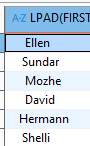 A-Z LPAD(FIRST
Ellen
Sundar
Mozhe
David
Hermann
Shelli